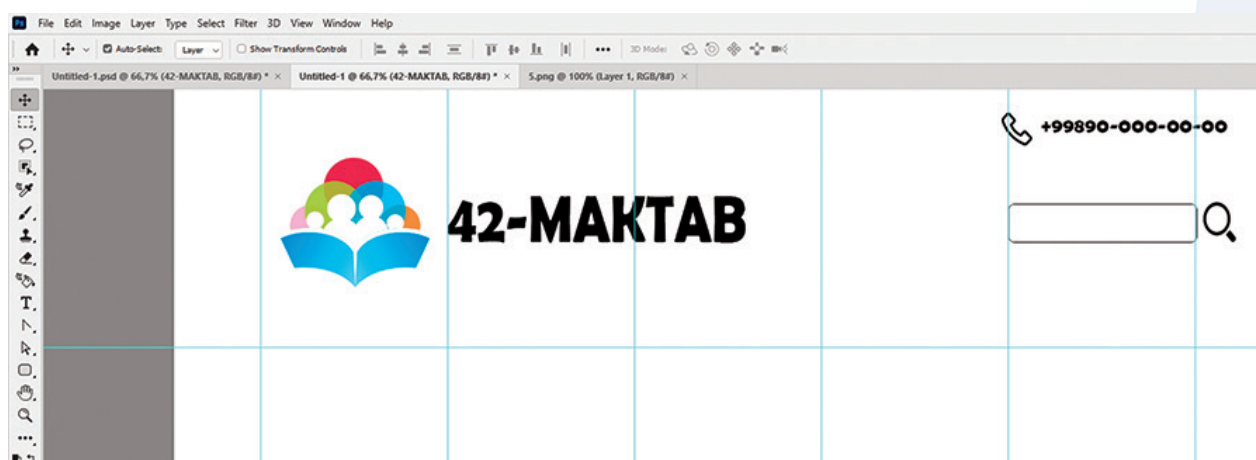 Ps File Edit Image Layer Type Select Filter 3D View Window Help
Auto-Select: Layer Show Transform Controls 3D Mode:
Untitled-1.psd @ 66,7% (42-MAKTAB, RGB/8#) * × Untitled-1 @ 66,7% (42-MAKTAB, RGB/8#) * × 5.png @ 100% (Layer 1, RGB/8#) ×
+99890-000-00-00
42-MAKTAB